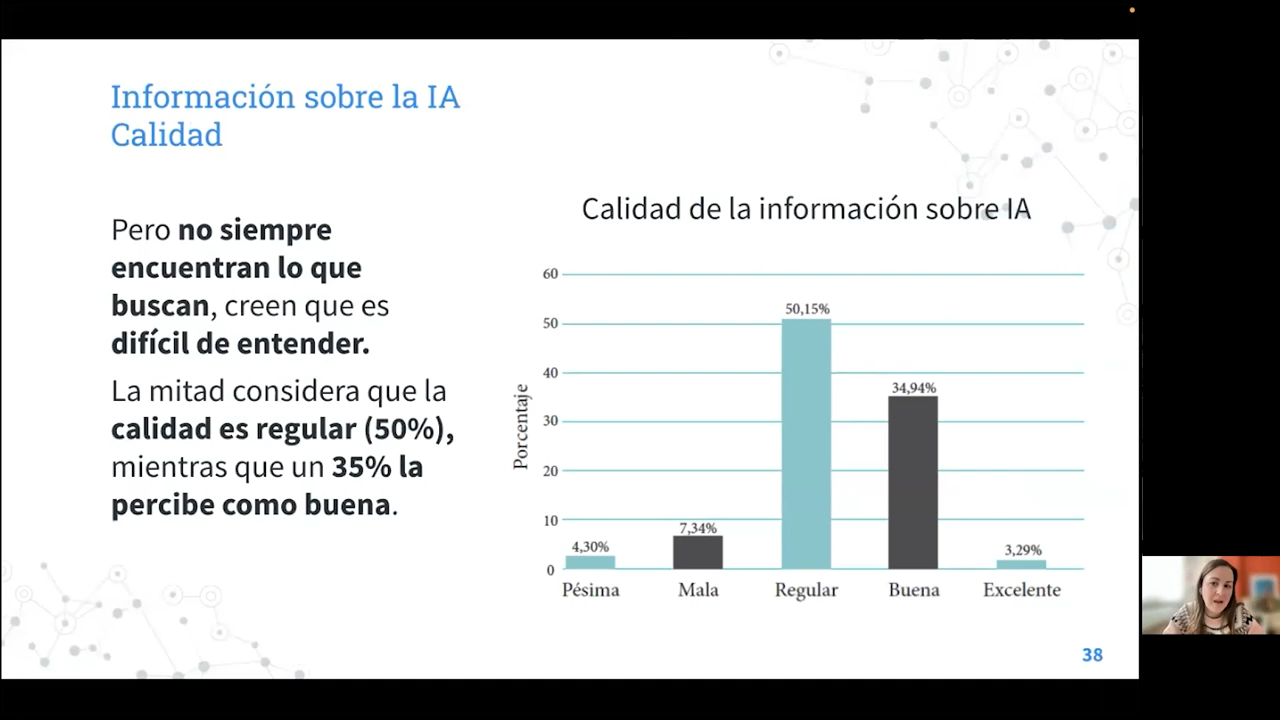 Información sobre la IA
Calidad
Pero no siempre
encuentran lo que
buscan, creen que es
difícil de entender.
La mitad considera que la
calidad es regular (50%),
mientras que un 35% la
percibe como buena.
Calidad de la información sobre IA
Porcentaje
60
50
40
30
20
10
0
4,30%
7,34%
50,15%
34,94%
3,29%
Pésima
Mala
Regular
Buena
Excelente
38